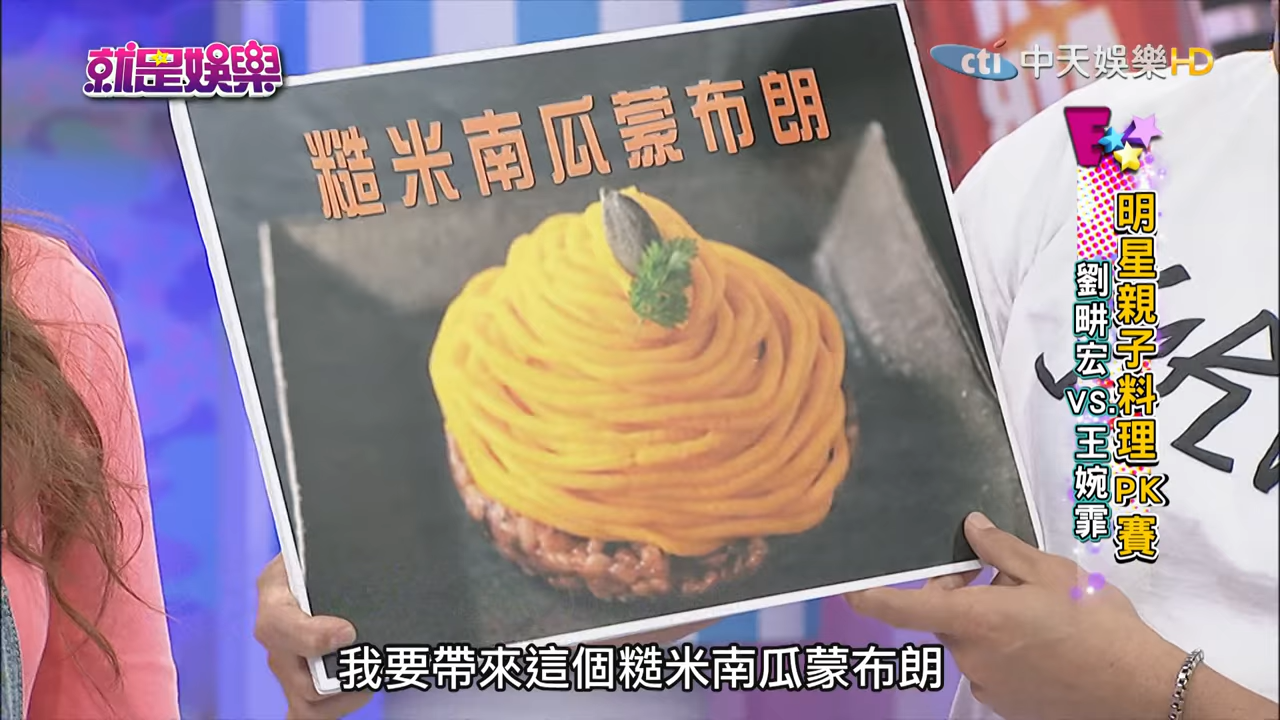 就是娛樂
cti 中天娛樂HD
糙米南瓜蒙布朗
明星親子料理PK賽
劉畊宏VS.王婉霏
我要帶來這個糙米南瓜蒙布朗